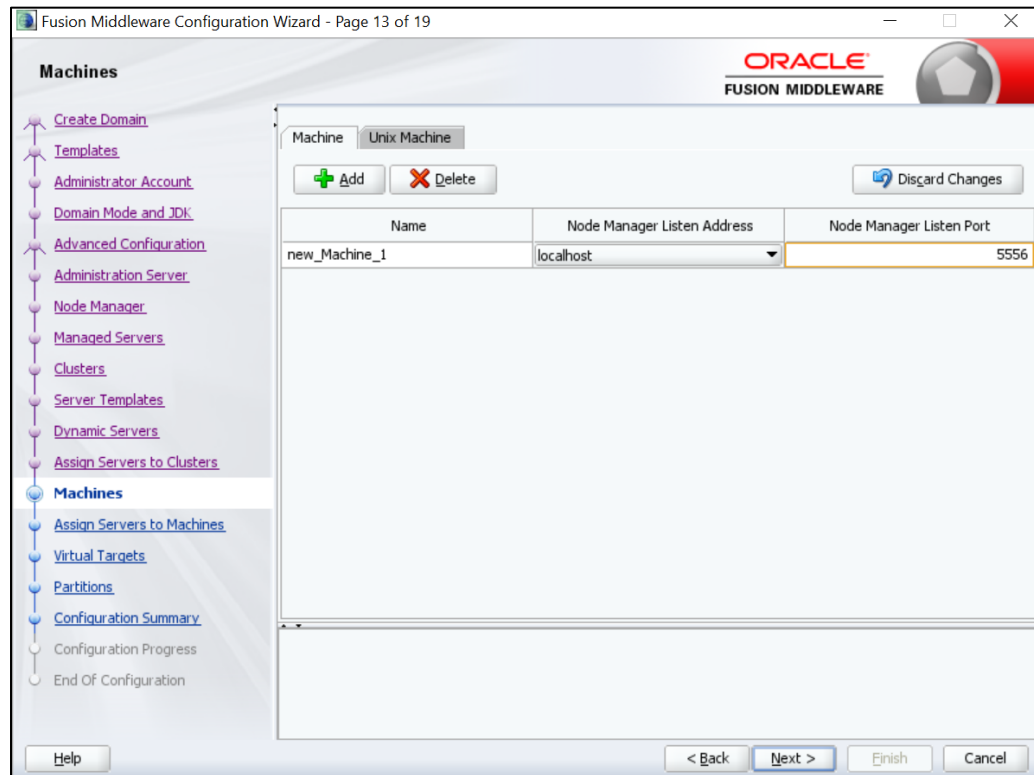 Fusion Middleware Configuration Wizard - Page 13 of 19
Machines
ORACLE
FUSION MIDDLEWARE
Create Domain
Templates
Administrator Account
Domain Mode and JDK
Advanced Configuration
Administration Server
Node Manager
Managed Servers
Clusters
Server Templates
Dynamic Servers
Assign Servers to Clusters
Machines
Assign Servers to Machines
Virtual Targets
Partitions
Configuration Summary
Configuration Progress
End Of Configuration
Machine Unix Machine
Add Delete Discard Changes
Name Node Manager Listen Address Node Manager Listen Port
new_Machine_1 localhost 5556
Help < Back Next > Finish Cancel